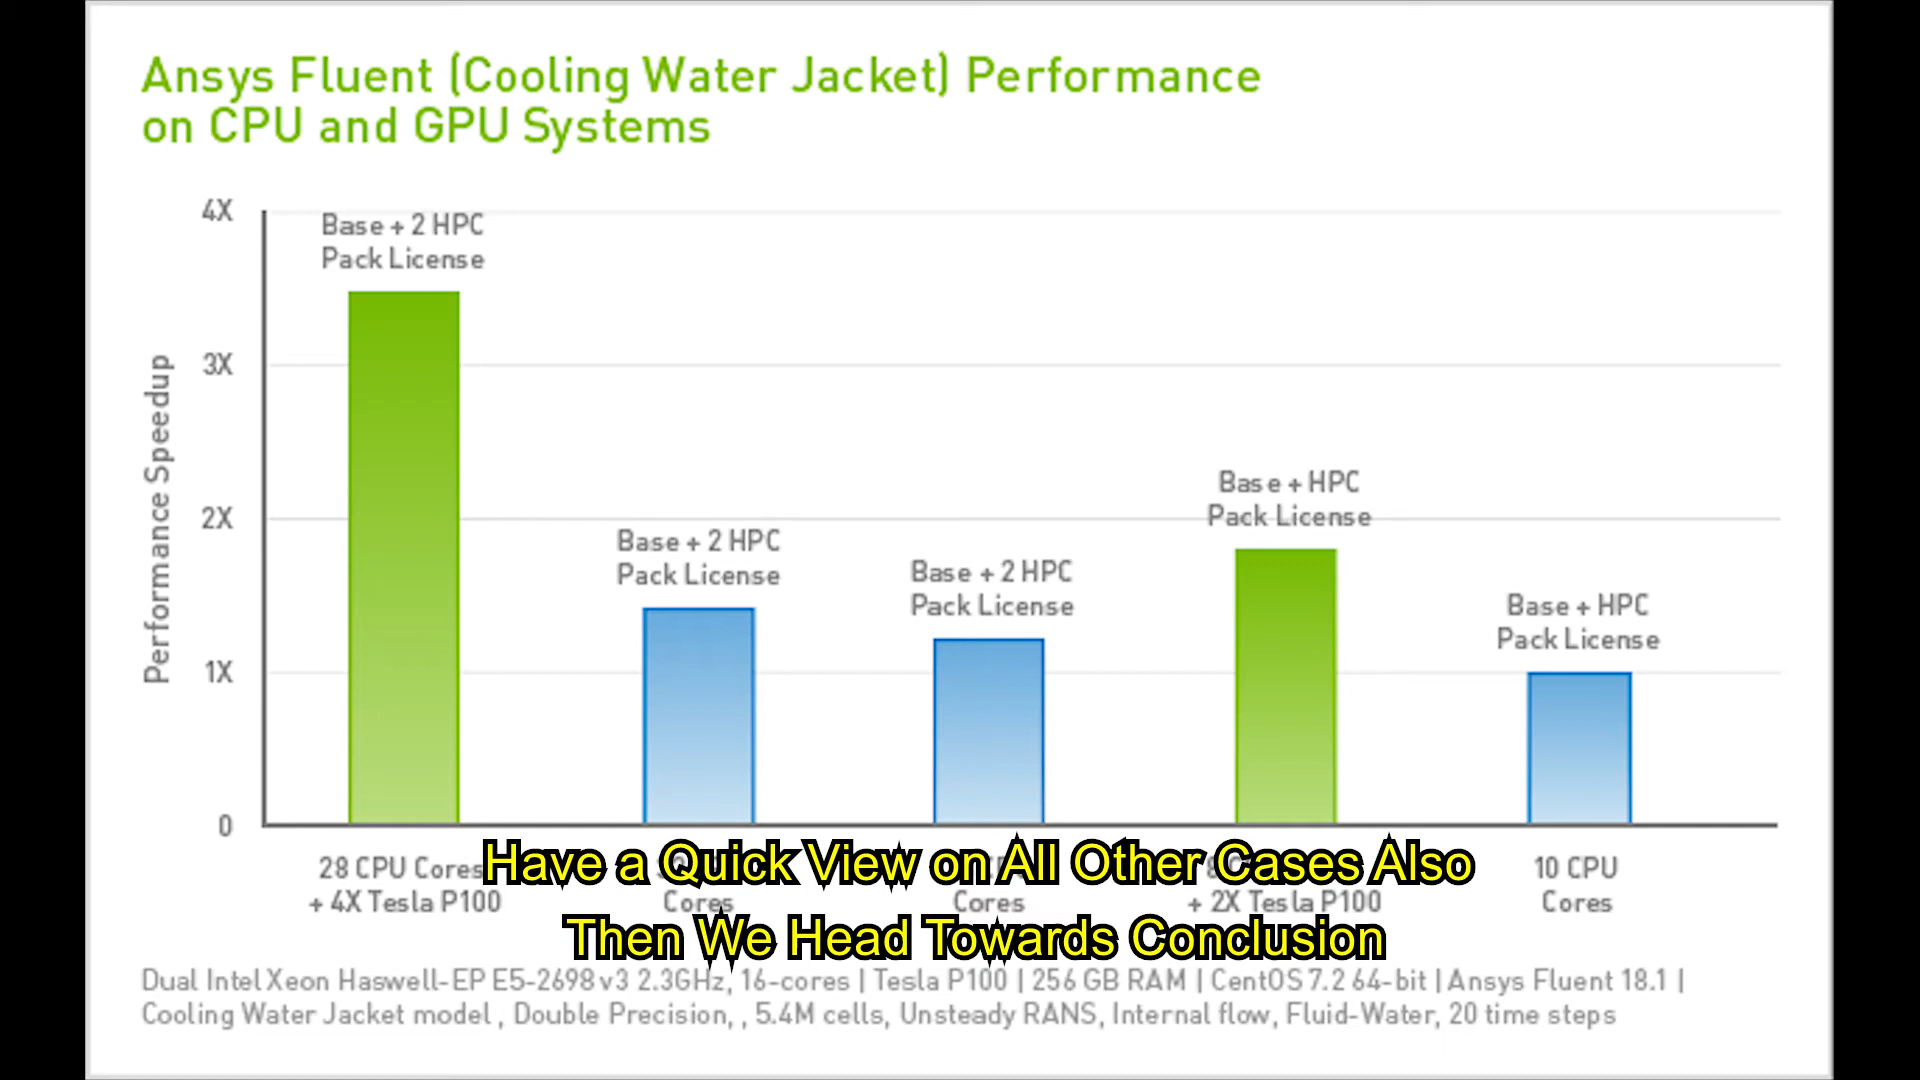 Ansys Fluent (Cooling Water Jacket) Performance
on CPU and GPU Systems
Performance Speedup
4X
3X
2X
1X
0
Base + 2 HPC
Pack License
Base + 2 HPC
Pack License
Base + 2 HPC
Pack License
Base + HPC
Pack License
Base + HPC
Pack License
28 CPU Cores
+ 4X Tesla P100
Cores
Cores
+ 2X Tesla P100
10 CPU
Cores
Have a Quick View on All Other Cases Also
Then We Head Towards Conclusion
Dual Intel Xeon Haswell-EP E5-2698 v3 2.3GHz, 16-cores | Tesla P100 | 256 GB RAM | CentOS 7.2 64-bit | Ansys Fluent 18.1 |
Cooling Water Jacket model , Double Precision, , 5.4M cells, Unsteady RANS, Internal flow, Fluid-Water, 20 time steps